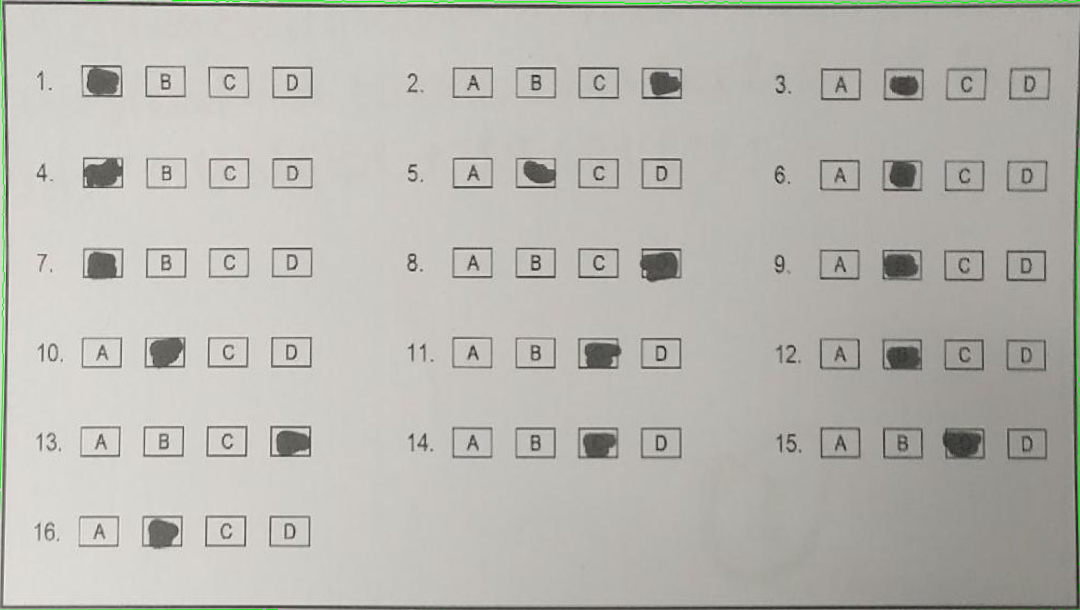 1. B C D 2. A B C 3. A C D
4. B C D 5. A C D 6. A C D
7. B C D 8. A B C 9. A C D
10. A C D 11. A B D 12. A C D
13. A B C 14. A B D 15. A B D
16. A C D